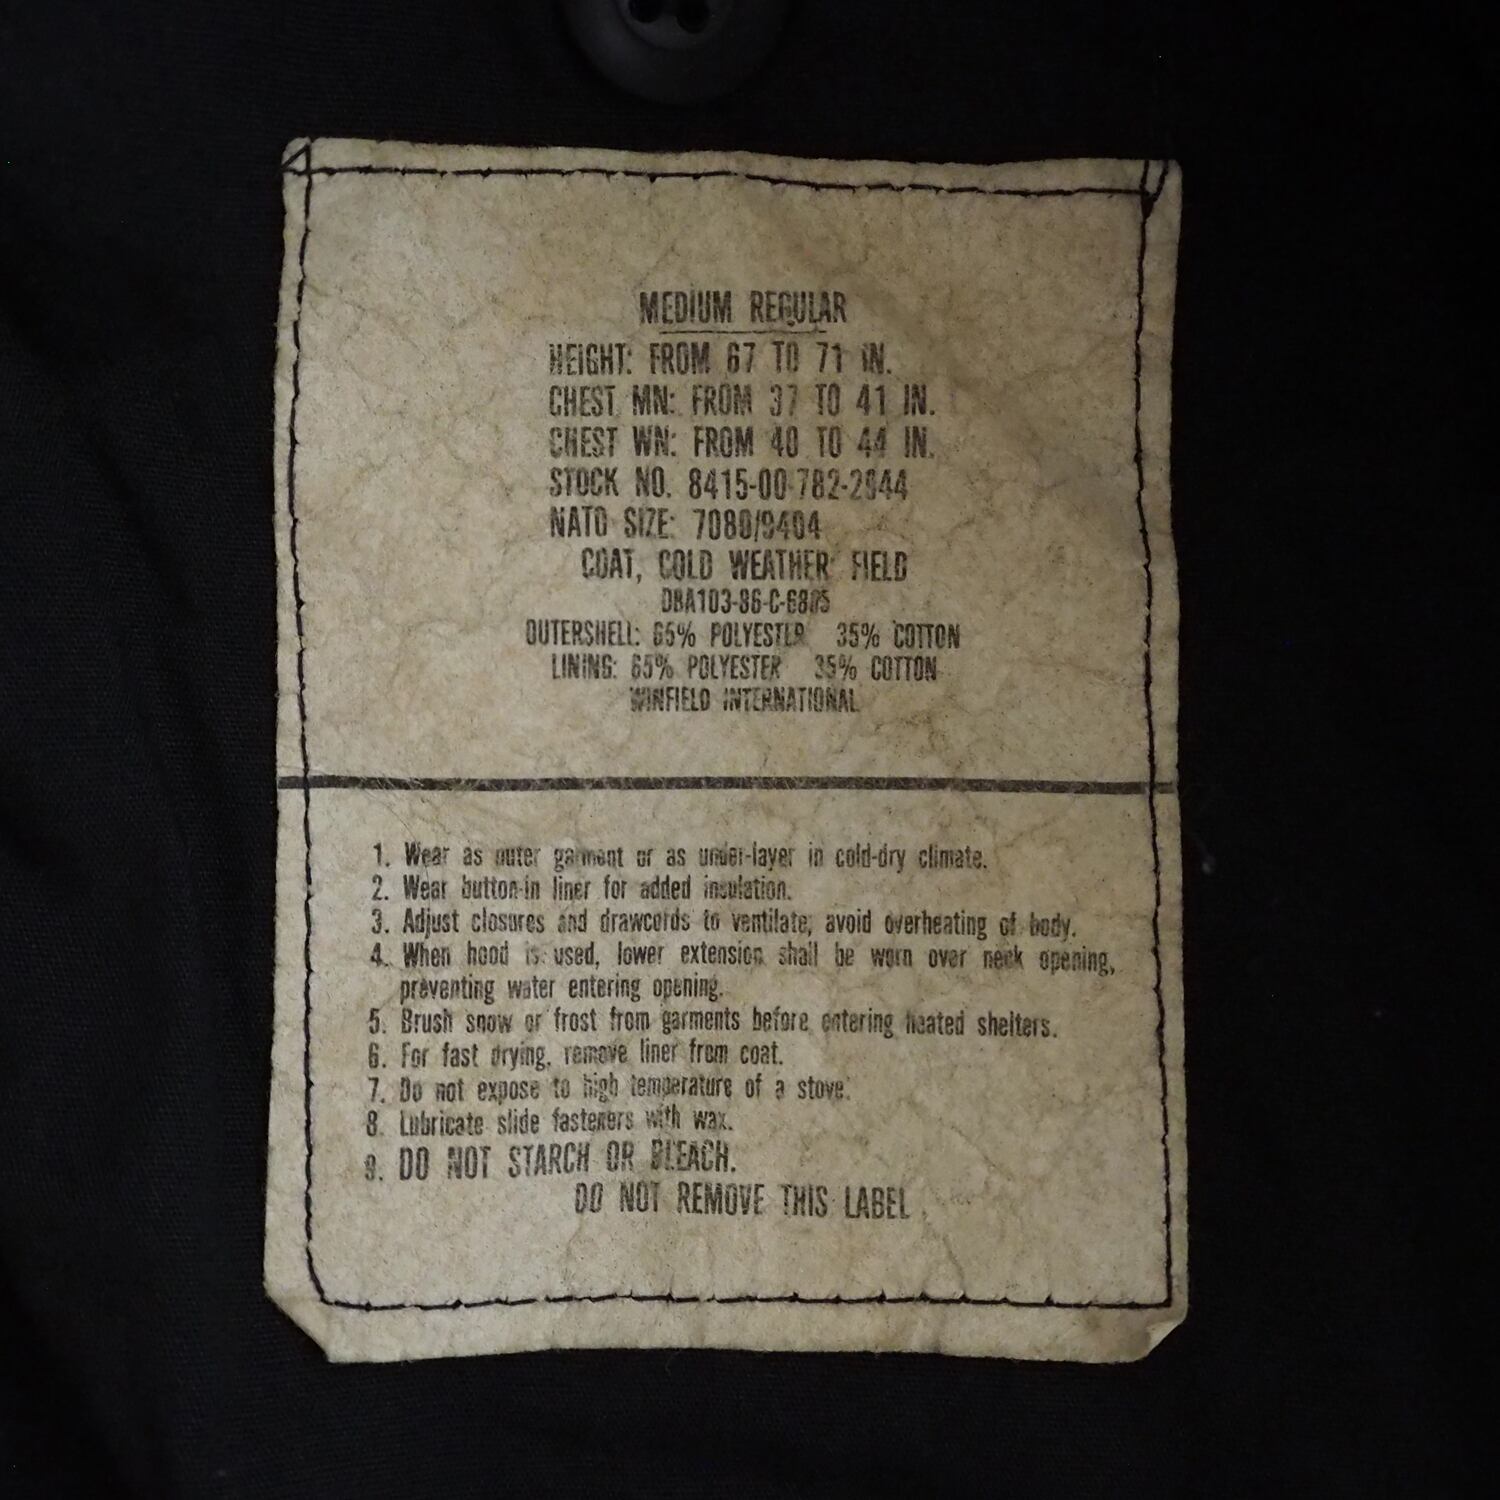 MEDIUM REGULAR
HEIGHT: FROM 67 TO 71 IN.
CHEST MN: FROM 37 TO 41 IN.
CHEST WN: FROM 40 TO 44 IN.
STOCK NO.
NATO SIZE: 7080/9404
COAT, COLD WEATHER FIELD
OUTERSHELL: 65% POLYESTER 35% COTTON
LINING: 65% POLYESTER 35% COTTON
WINFIELD INTERNATIONAL
1. Wear as outer garment or as under-layer in cold-dry climate.
2. Wear button-in liner for added insulation.
3. Adjust closures and drawcords to ventilate; avoid overheating of body.
4. When hood is used, lower extension shall be worn over neck opening,
preventing water entering opening.
5. Brush snow or frost from garments before entering heated shelters.
6. For fast drying, remove liner from coat.
7. Do not expose to high temperature of a stove.
8. Lubricate slide fasteners with wax.
9. DO NOT STARCH OR BLEACH.
DO NOT REMOVE THIS LABEL